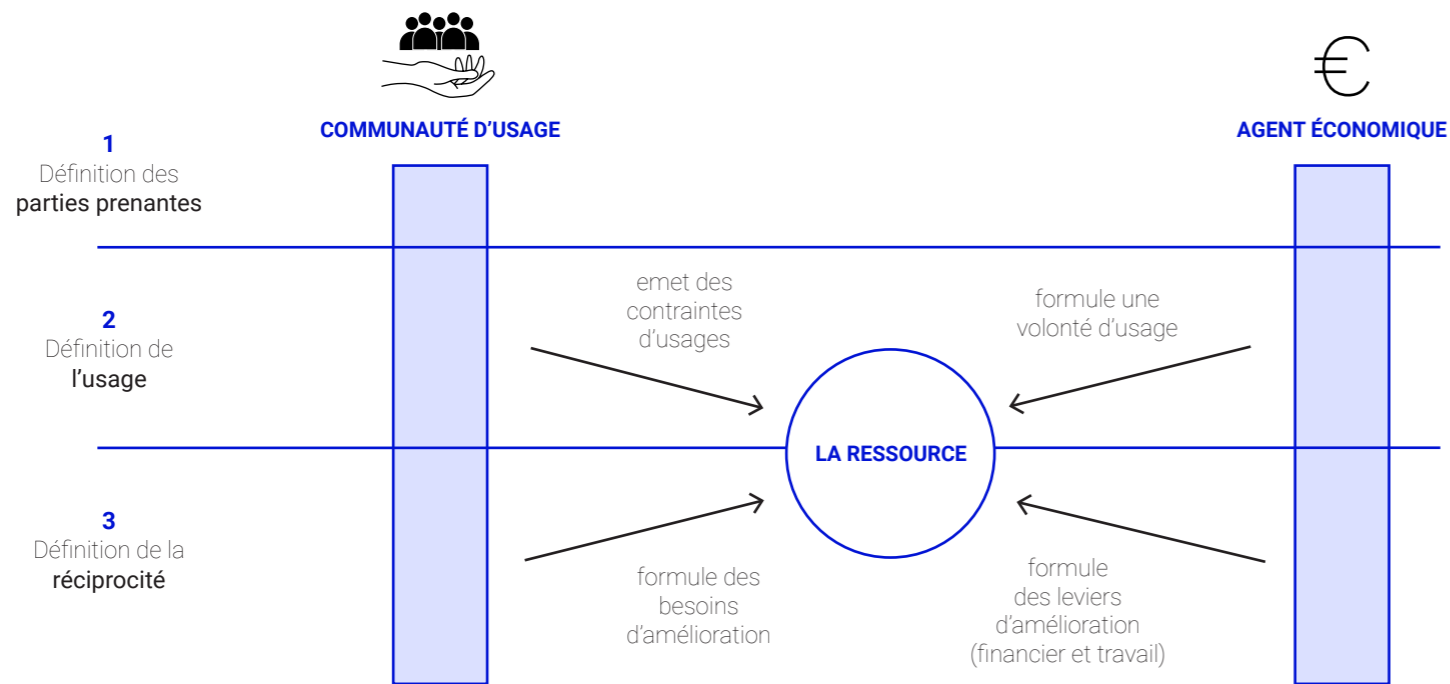 €
COMMUNAUTÉ D’USAGE
AGENT ÉCONOMIQUE
1
Définition des
parties prenantes
2
Définition de
l’usage
emet des
contraintes
d’usages
formule une
volonté d’usage
LA RESSOURCE
3
Définition de la
réciprocité
formule des
besoins
d’amélioration
formule
des leviers
d’amélioration
(financier et travail)